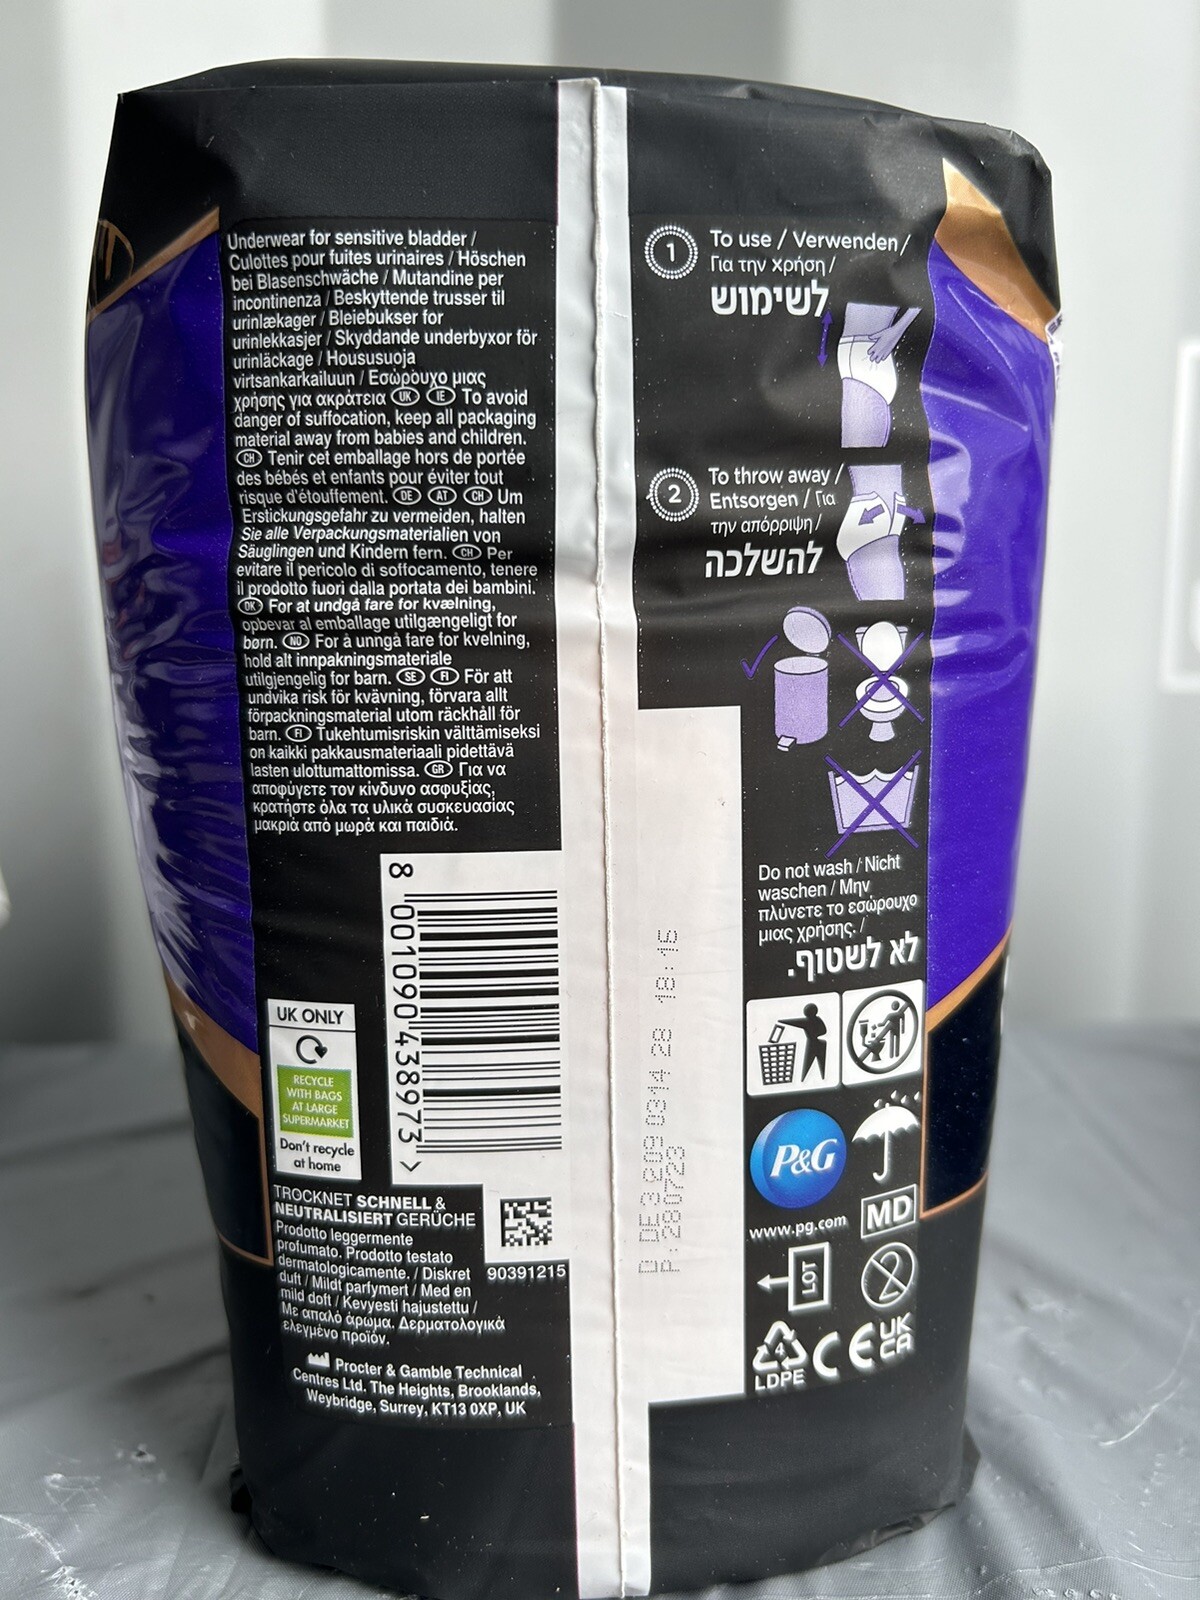 Underwear for sensitive bladder /
Culottes pour fuites urinaires / Höschen
bei Blasenschwäche / Mutandine per
incontinenza / Beskyttende trusser til
urinlækager / Bleiebukser for
urinlekkasjer / Skyddande underbyxor för
urinläckage / Housusuoja
virtsankarkailuun / Εσώρουχο μιας
χρήσης για ακράτεια UK IE To avoid
danger of suffocation, keep all packaging
material away from babies and children.
CH Tenir cet emballage hors de portée
des bébés et enfants pour éviter tout
risque d'étouffement. DE AT CH Um
Erstickungsgefahr zu vermeiden, halten
Sie alle Verpackungsmaterialien von
Säuglingen und Kindern fern. CH Per
evitare il pericolo di soffocamento, tenere
il prodotto fuori dalla portata dei bambini.
DK For at undgå fare for kvælning,
opbevar al emballage utilgængeligt for
børn. NO For å unngå fare for kvelning,
hold alt innpakningsmateriale
utilgjengelig for barn. SE FI För att
undvika risk för kvävning, förvara allt
förpackningsmaterial utom räckhåll för
barn. FI Tukehtumisriskin välttämiseksi
on kaikki pakkausmateriaali pidettävä
lasten ulottumattomissa. GR Για να
αποφύγετε τον κίνδυνο ασφυξίας,
κρατήστε όλα τα υλικά συσκευασίας
μακριά από μωρά και παιδιά.
8 001090 438973 >
UK ONLY
RECYCLE
WITH BAGS
AT LARGE
SUPERMARKET
Don't recycle
at home
90391215
TROCKNET SCHNELL &
NEUTRALISIERT GERÜCHE
Prodotto leggermente
profumato. Prodotto testato
dermatologicamente. / Diskret
duft / Mildt parfymert / Med en
mild doft / Kevyesti hajustettu /
Με απαλό άρωμα. Δερματολογικά
ελεγμένο προϊόν.
Procter & Gamble Technical
Centres Ltd. The Heights, Brooklands,
Weybridge, Surrey, KT13 0XP, UK
1
To use / Verwenden /
Για την χρήση /
לשימוש
2
To throw away /
Entsorgen / Για
την απόρριψη /
להשלכה
Do not wash / Nicht
waschen / Μην
πλύνετε το εσώρουχο
μιας χρήσης. /
לא לשטוף.
18:15
P:280723
P&G
www.pg.com
MD
LOT
2
4
LDPE
CE
UK
CA